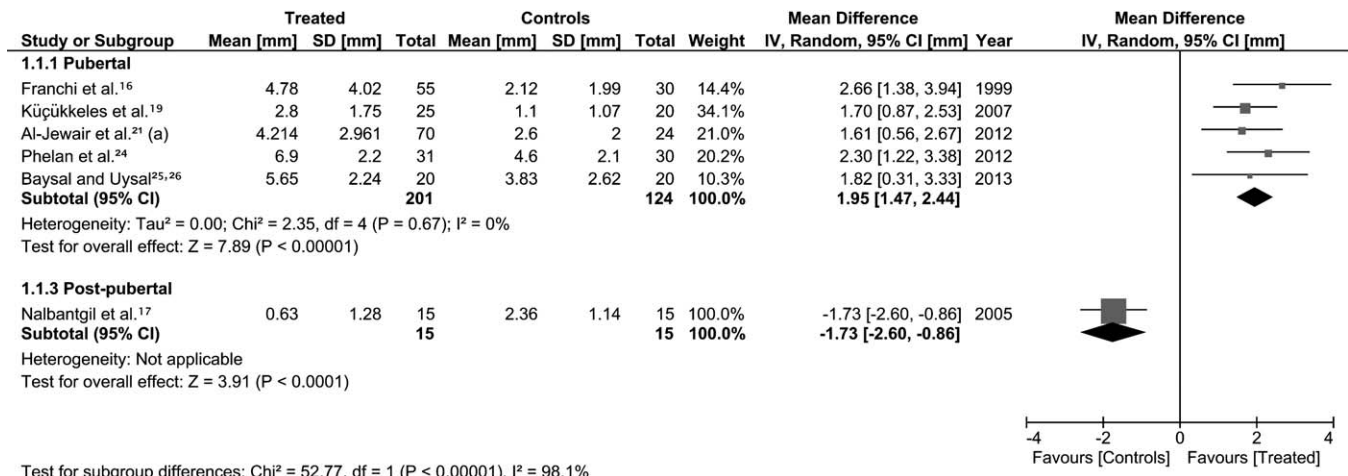 Treated Controls Mean Difference Mean Difference
Study or Subgroup Mean [mm] SD [mm] Total Mean [mm] SD [mm] Total Weight IV, Random, 95% CI [mm] Year IV, Random, 95% CI [mm]
1.1.1 Pubertal
Franchi et al.¹⁶ 4.78 4.02 55 2.12 1.99 30 14.4% 2.66 [1.38, 3.94] 1999
Küçükkeles et al.¹⁹ 2.8 1.75 25 1.1 1.07 20 34.1% 1.70 [0.87, 2.53] 2007
Al-Jewair et al.²¹ (a) 4.214 2.961 70 2.6 2 24 21.0% 1.61 [0.56, 2.67] 2012
Phelan et al.²⁴ 6.9 2.2 31 4.6 2.1 30 20.2% 2.30 [1.22, 3.38] 2012
Baysal and Uysal²⁵,²⁶ 5.65 2.24 20 3.83 2.62 20 10.3% 1.82 [0.31, 3.33] 2013
Subtotal (95% CI) 201 124 100.0% 1.95 [1.47, 2.44]
Heterogeneity: Tau² = 0.00; Chi² = 2.35, df = 4 (P = 0.67); I² = 0%
Test for overall effect: Z = 7.89 (P < 0.00001)
1.1.3 Post-pubertal
Nalbantgil et al.¹⁷ 0.63 1.28 15 2.36 1.14 15 100.0% -1.73 [-2.60, -0.86] 2005
Subtotal (95% CI) 15 15 100.0% -1.73 [-2.60, -0.86]
Heterogeneity: Not applicable
Test for overall effect: Z = 3.91 (P < 0.0001)
-4 -2 0 2 4
Favours [Controls] Favours [Treated]
Test for subgroup differences: Chi² = 52.77, df = 1 (P < 0.00001), I² = 98.1%